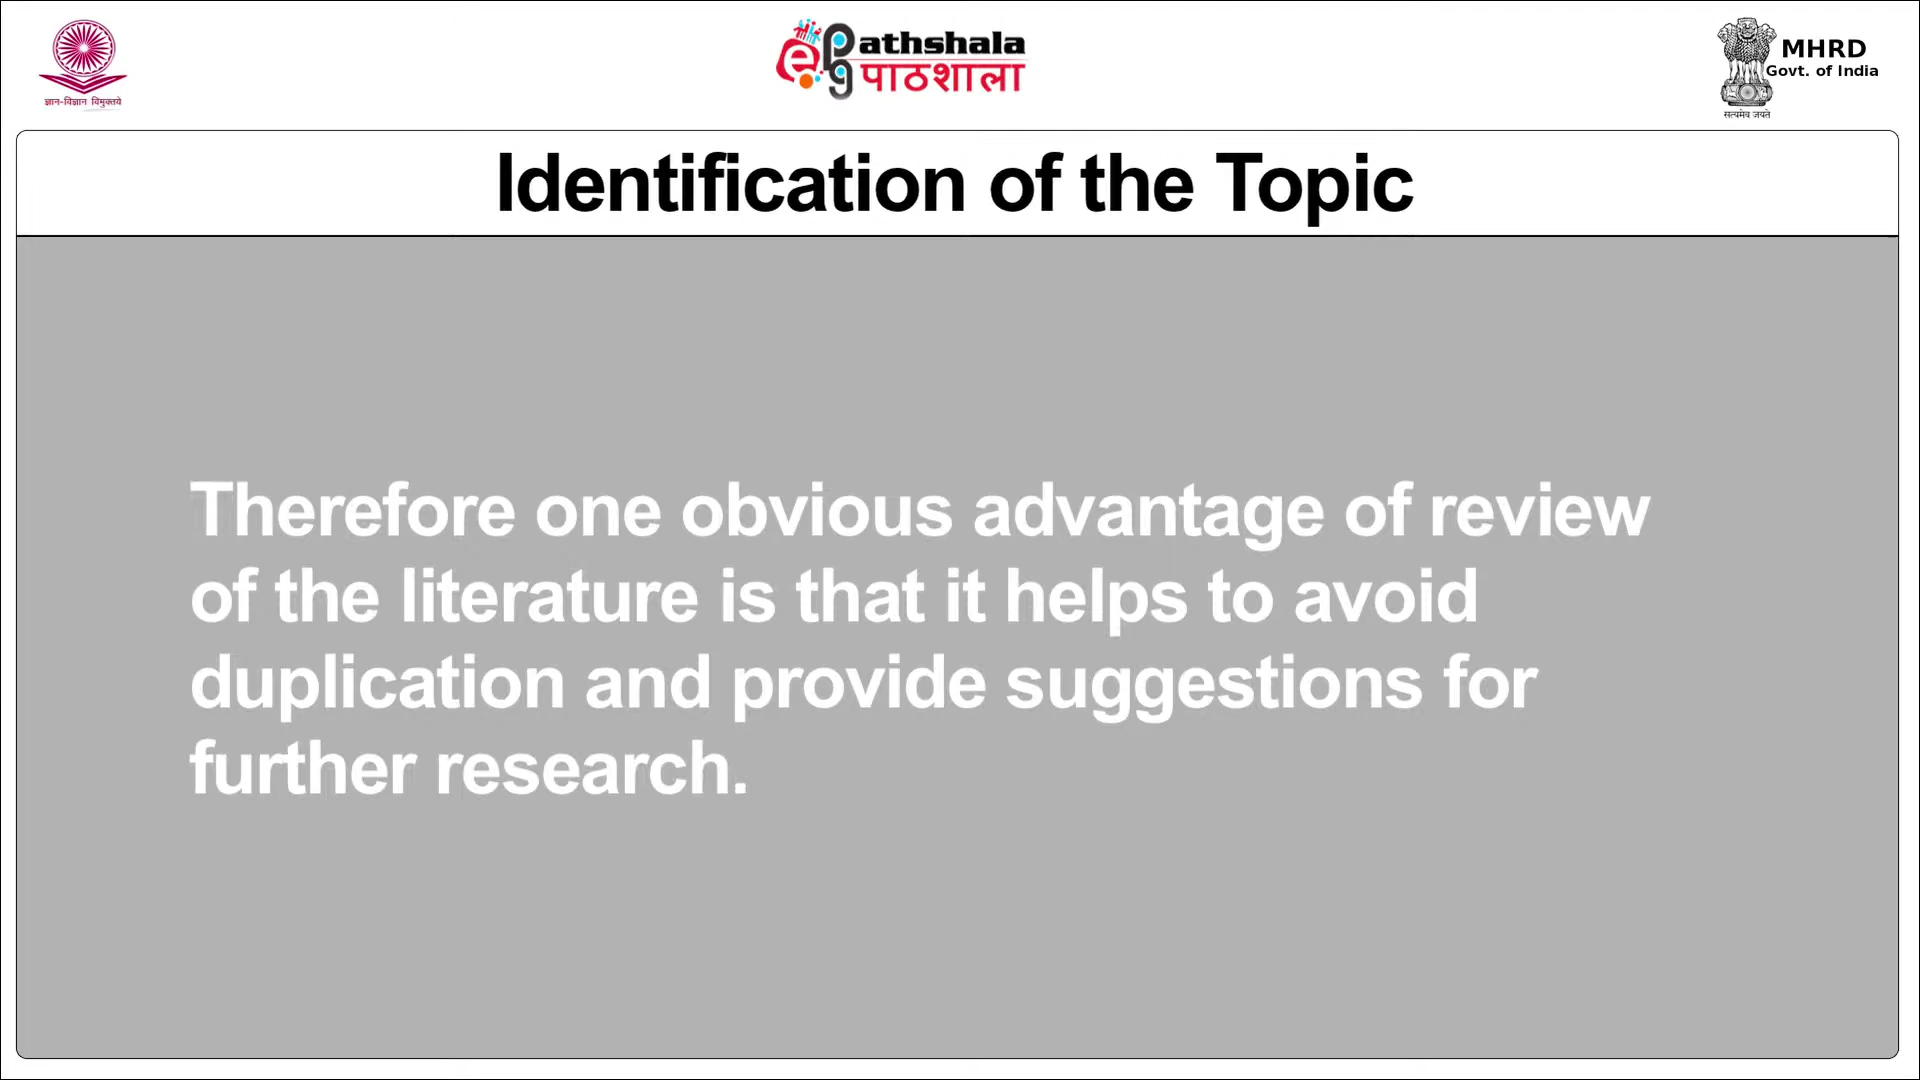 ज्ञान-विज्ञान विमुक्तये
epg athshala
पाठशाला
MHRD
Govt. of India
सत्यमेव जयते
Identification of the Topic
Therefore one obvious advantage of review
of the literature is that it helps to avoid
duplication and provide suggestions for
further research.